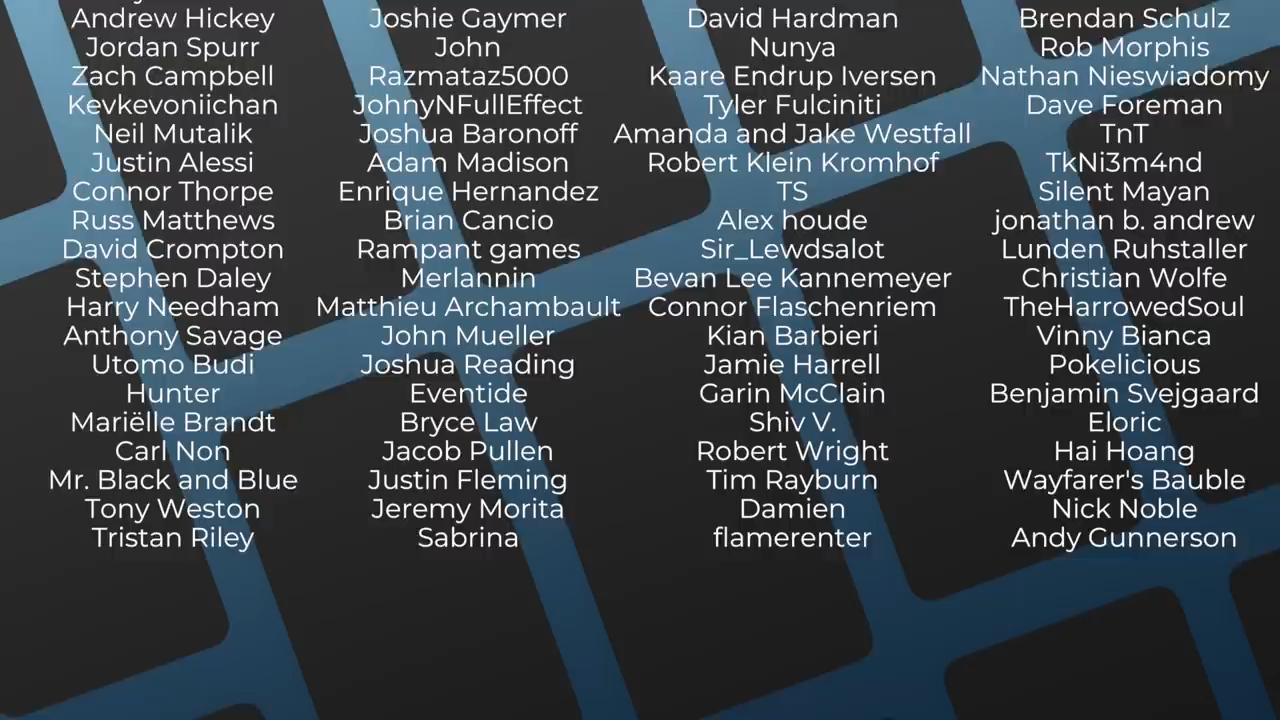 Andrew Hickey
Jordan Spurr
Zach Campbell
Kevkevoniichan
Neil Mutalik
Justin Alessi
Connor Thorpe
Russ Matthews
David Crompton
Stephen Daley
Harry Needham
Anthony Savage
Utomo Budi
Hunter
Mariëlle Brandt
Carl Non
Mr. Black and Blue
Tony Weston
Tristan Riley
Joshie Gaymer
John
Razmataz5000
JohnyNFullEffect
Joshua Baronoff
Adam Madison
Enrique Hernandez
Brian Cancio
Rampant games
Merlannin
Matthieu Archambault
John Mueller
Joshua Reading
Eventide
Bryce Law
Jacob Pullen
Justin Fleming
Jeremy Morita
Sabrina
David Hardman
Nunya
Kaare Endrup Iversen
Tyler Fulciniti
Amanda and Jake Westfall
Robert Klein Kromhof
TS
Alex houde
Sir_Lewdsalot
Bevan Lee Kannemeyer
Connor Flaschenriem
Kian Barbieri
Jamie Harrell
Garin McClain
Shiv V.
Robert Wright
Tim Rayburn
Damien
flamerenter
Brendan Schulz
Rob Morphis
Nathan Nieswiadomy
Dave Foreman
TnT
TkNi3m4nd
Silent Mayan
jonathan b. andrew
Lunden Ruhstaller
Christian Wolfe
TheHarrowedSoul
Vinny Bianca
Pokelicious
Benjamin Svejgaard
Eloric
Hai Hoang
Wayfarer's Bauble
Nick Noble
Andy Gunnerson